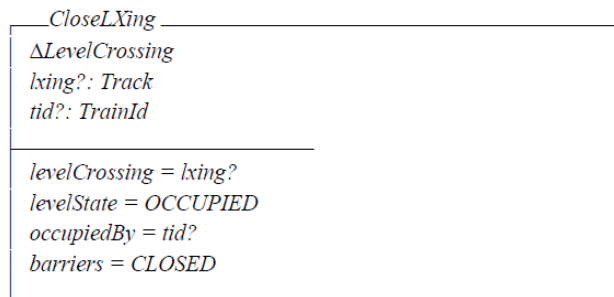 CloseLXing
ΔLevelCrossing
lxing?: Track
tid?: TrainId
levelCrossing = lxing?
levelState = OCCUPIED
occupiedBy = tid?
barriers = CLOSED